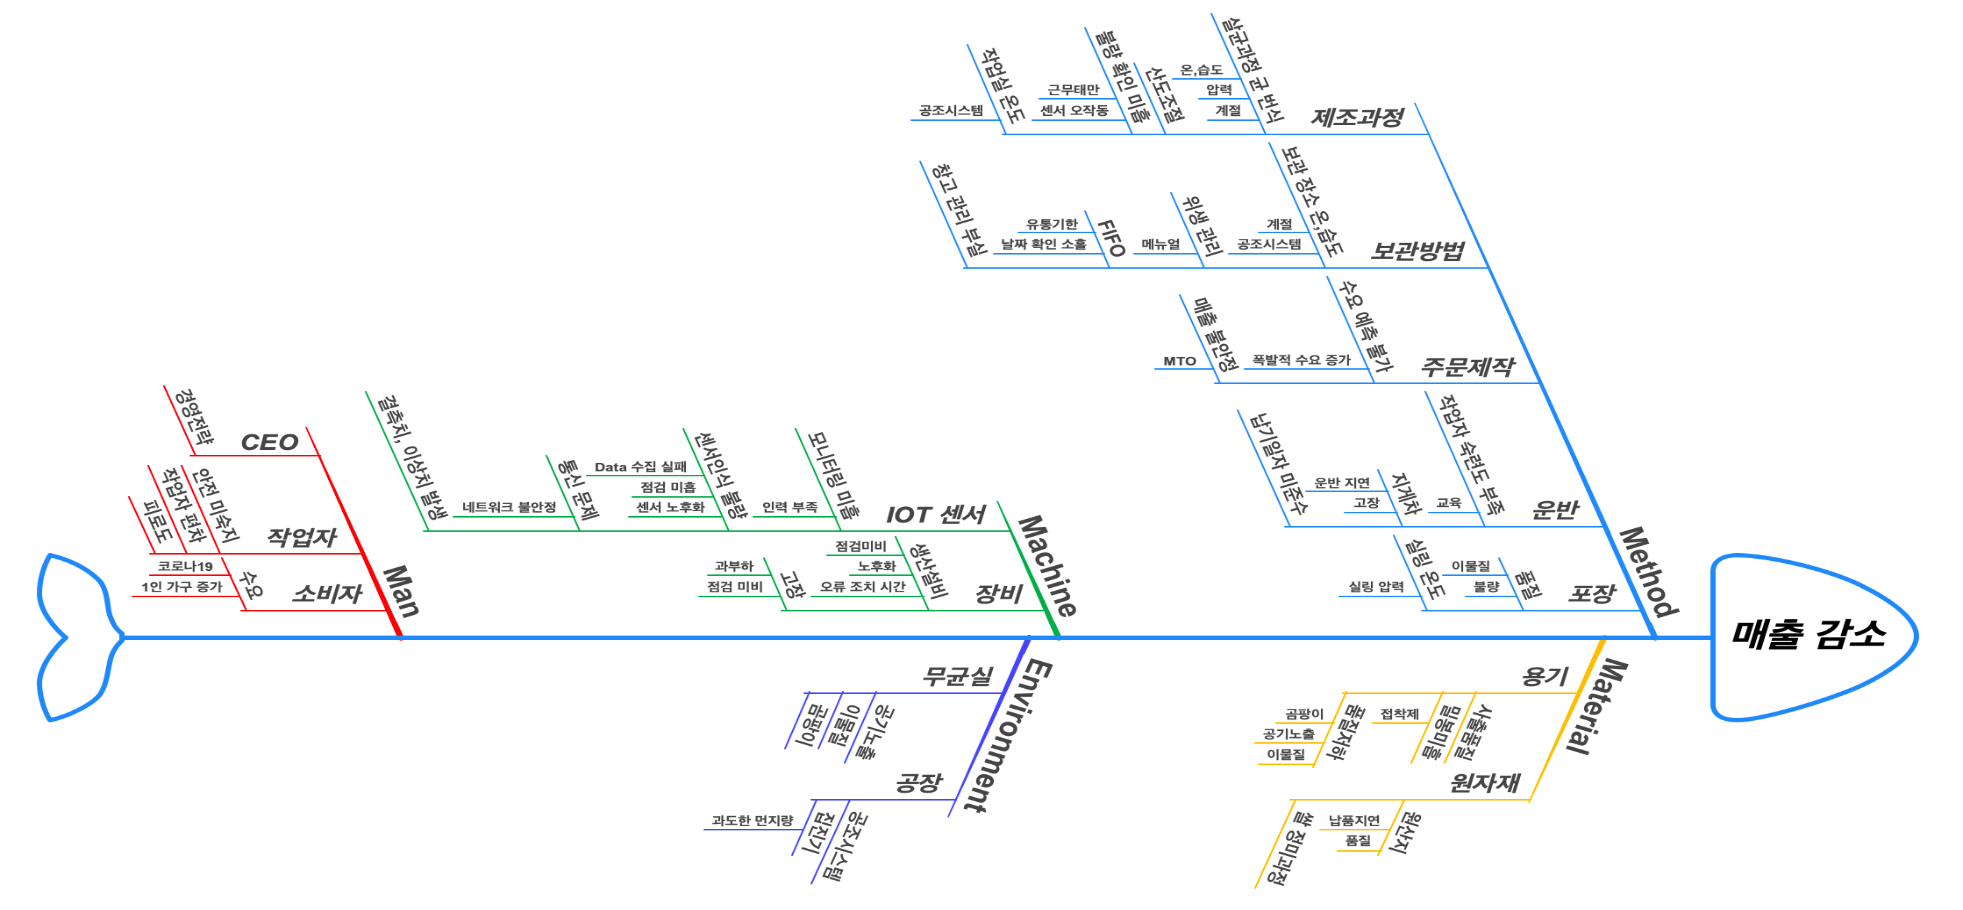 매출 감소
Method
제조과정
살균과정 균 번식
온,습도
압력
계절
산도조절
불량 확인 미흡
근무태만
센서 오작동
작업실 온도
공조시스템
보관방법
보관 장소 온,습도
계절
공조시스템
위생 관리
메뉴얼
FIFO
유통기한
날짜 확인 소홀
창고 관리 부실
주문제작
수요 예측 불가
폭발적 수요 증가
매출 불안정
MTO
운반
작업자 숙련도 부족
교육
지게차
운반 지연
고장
납기일자 미준수
포장
품질
이물질
불량
실링 온도
실링 압력
Machine
IOT 센서
모니터링 미흡
인력 부족
센서인식 불량
Data 수집 실패
점검 미흡
센서 노후화
통신 문제
네트워크 불안정
결측치, 이상치 발생
장비
생산설비
점검미비
노후화
오류 조치 시간
고장
과부하
점검 미비
Man
CEO
경영전략
작업자
안전 미숙지
작업자 편차
피로도
소비자
수요
코로나19
1인 가구 증가
Environment
무균실
공기노출
이물질
곰팡이
공장
공조시스템
집진기
과도한 먼지량
Material
용기
사출품질
밀봉미흡
접착제
품질저하
곰팡이
공기노출
이물질
원자재
원산지
납품지연
품질
쌀 정미과정